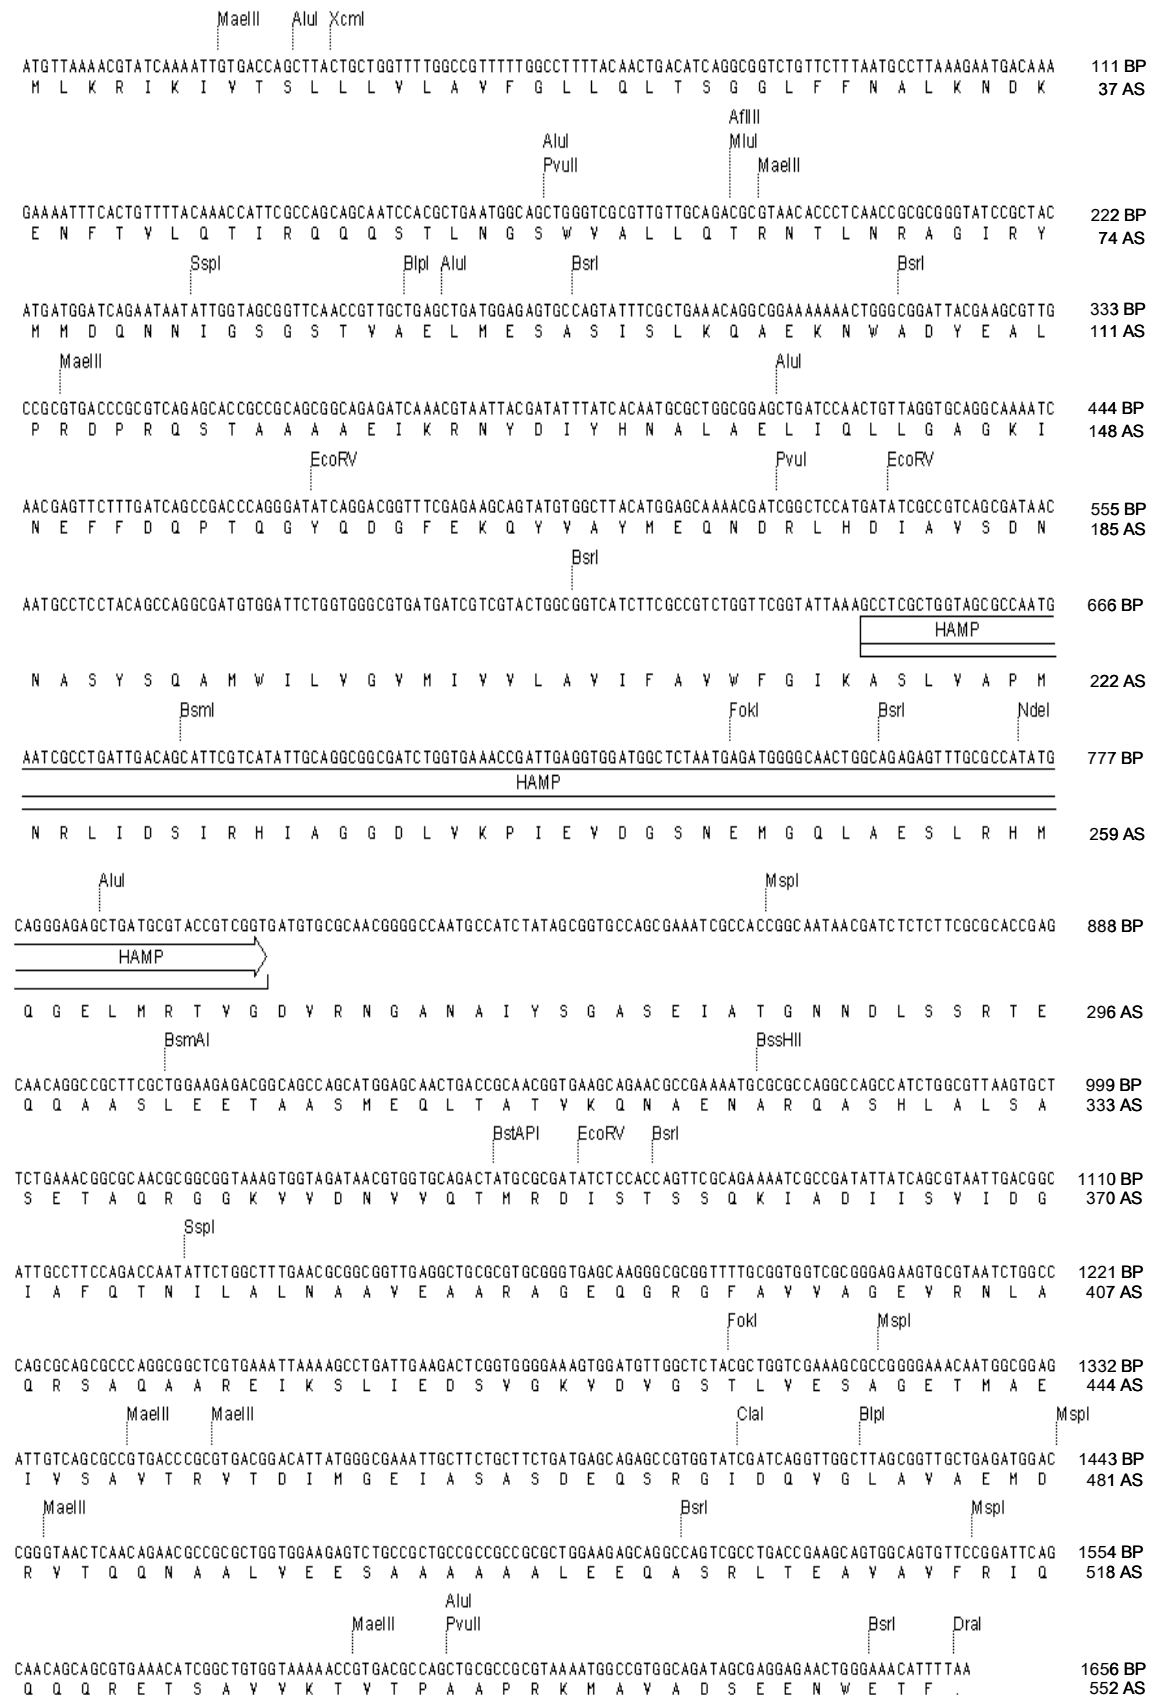 MaeIII AluI XcmI
ATGTTAAAACGTATCAAAATTGTGACCAGCTTACTGCTGGTTTTGGCCGTTTTTGGCCTTTTACAACTGACATCAGGCGGTCTGTTCTTTAATGCCTTAAAGAATGACAAA 111 BP
M L K R I K I V T S L L L V L A V F G L L Q L T S G G L F F N A L K N D K 37 AS
AflIII
AluI MluI
PvuII MaeIII
GAAAATTTCACTGTTTTACAAACCATTCGCCAGCAGCAATCCACGCTGAATGGCAGCTGGGTCGCGTTGTTGCAGACGCGTAACACCCTCAACCGCGCGGGTATCCGCTAC 222 BP
E N F T V L Q T I R Q Q Q S T L N G S W V A L L Q T R N T L N R A G I R Y 74 AS
SspI BlpI AluI BsrI BsrI
ATGATGGATCAGAATAATATTGGTAGCGGTTCAACCGTTGCTGAGCTGATGGAGAGTGCCAGTATTTCGCTGAAACAGGCGGAAAAAAACTGGGCGGATTACGAAGCGTTG 333 BP
M M D Q N N I G S G S T V A E L M E S A S I S L K Q A E K N W A D Y E A L 111 AS
MaeIII AluI
CCGCGTGACCCGCGTCAGAGCACCGCCGCAGCGGCAGAGATCAAACGTAATTACGATATTTATCACAATGCGCTGGCGGAGCTGATCCAACTGTTAGGTGCAGGCAAAATC 444 BP
P R D P R Q S T A A A A E I K R N Y D I Y H N A L A E L I Q L L G A G K I 148 AS
EcoRV PvuI EcoRV
AACGAGTTCTTTGATCAGCCGACCCAGGGATATCAGGACGGTTTCGAGAAGCAGTATGTGGCTTACATGGAGCAAAACGATCGGCTCCATGATATCGCCGTCAGCGATAAC 555 BP
N E F F D Q P T Q G Y Q D G F E K Q Y V A Y M E Q N D R L H D I A V S D N 185 AS
BsrI
AATGCCTCCTACAGCCAGGCGATGTGGATTCTGGTGGGCGTGATGATCGTCGTACTGGCGGTCATCTTCGCCGTCTGGTTCGGTATTAAAGCCTCGCTGGTAGCGCCAATG 666 BP
HAMP
N A S Y S Q A M W I L V G V M I V V L A V I F A V W F G I K A S L V A P M 222 AS
BsmI FokI BsrI NdeI
AATCGCCTGATTGACAGCATTCGTCATATTGCAGGCGGCGATCTGGTGAAACCGATTGAGGTGGATGGCTCTAATGAGATGGGGCAACTGGCAGAGAGTTTGCGCCATATG 777 BP
HAMP
N R L I D S I R H I A G G D L V K P I E V D G S N E M G Q L A E S L R H M 259 AS
AluI MspI
CAGGGAGAGCTGATGCGTACCGTCGGTGATGTGCGCAACGGGGCCAATGCCATCTATAGCGGTGCCAGCGAAATCGCCACCGGCAATAACGATCTCTCTTCGCGCACCGAG 888 BP
HAMP
Q G E L M R T V G D V R N G A N A I Y S G A S E I A T G N N D L S S R T E 296 AS
BsmAI BssHII
CAACAGGCCGCTTCGCTGGAAGAGACGGCAGCCAGCATGGAGCAACTGACCGCAACGGTGAAGCAGAACGCCGAAAATGCGCGCCAGGCCAGCCATCTGGCGTTAAGTGCT 999 BP
Q Q A A S L E E T A A S M E Q L T A T V K Q N A E N A R Q A S H L A L S A 333 AS
BstAPI EcoRV BsrI
TCTGAAACGGCGCAACGCGGCGGTAAAGTGGTAGATAACGTGGTGCAGACTATGCGCGATATCTCCACCAGTTCGCAGAAAATCGCCGATATTATCAGCGTAATTGACGGC 1110 BP
S E T A Q R G G K V V D N V V Q T M R D I S T S S Q K I A D I I S V I D G 370 AS
SspI
ATTGCCTTCCAGACCAATATTCTGGCTTTGAACGCGGCGGTTGAGGCTGCGCGTGCGGGTGAGCAAGGGCGCGGTTTTGCGGTGGTCGCGGGAGAAGTGCGTAATCTGGCC 1221 BP
I A F Q T N I L A L N A A V E A A R A G E Q G R G F A V V A G E V R N L A 407 AS
FokI MspI
CAGCGCAGCGCCCAGGCGGCTCGTGAAATTAAAAGCCTGATTGAAGACTCGGTGGGGAAAGTGGATGTTGGCTCTACGCTGGTCGAAAGCGCCGGGGAAACAATGGCGGAG 1332 BP
Q R S A Q A A R E I K S L I E D S V G K V D V G S T L V E S A G E T M A E 444 AS
MaeIII MaeIII ClaI BlpI MspI
ATTGTCAGCGCCGTGACCCGCGTGACGGACATTATGGGCGAAATTGCTTCTGCTTCTGATGAGCAGAGCCGTGGTATCGATCAGGTTGGCTTAGCGGTTGCTGAGATGGAC 1443 BP
I V S A V T R V T D I M G E I A S A S D E Q S R G I D Q V G L A V A E M D 481 AS
MaeIII BsrI MspI
CGGGTAACTCAACAGAACGCCGCGCTGGTGGAAGAGTCTGCCGCTGCCGCCGCCGCGCTGGAAGAGCAGGCCAGTCGCCTGACCGAAGCAGTGGCAGTGTTCCGGATTCAG 1554 BP
R V T Q Q N A A L V E E S A A A A A A L E E Q A S R L T E A V A V F R I Q 518 AS
AluI
MaeIII PvuII BsrI DraI
CAACAGCAGCGTGAAACATCGGCTGTGGTAAAAACCGTGACGCCAGCTGCGCCGCGTAAAATGGCCGTGGCAGATAGCGAGGAGAACTGGGAAACATTTTAA 1656 BP
Q Q Q R E T S A V V K T V T P A A P R K M A V A D S E E N W E T F . 552 AS